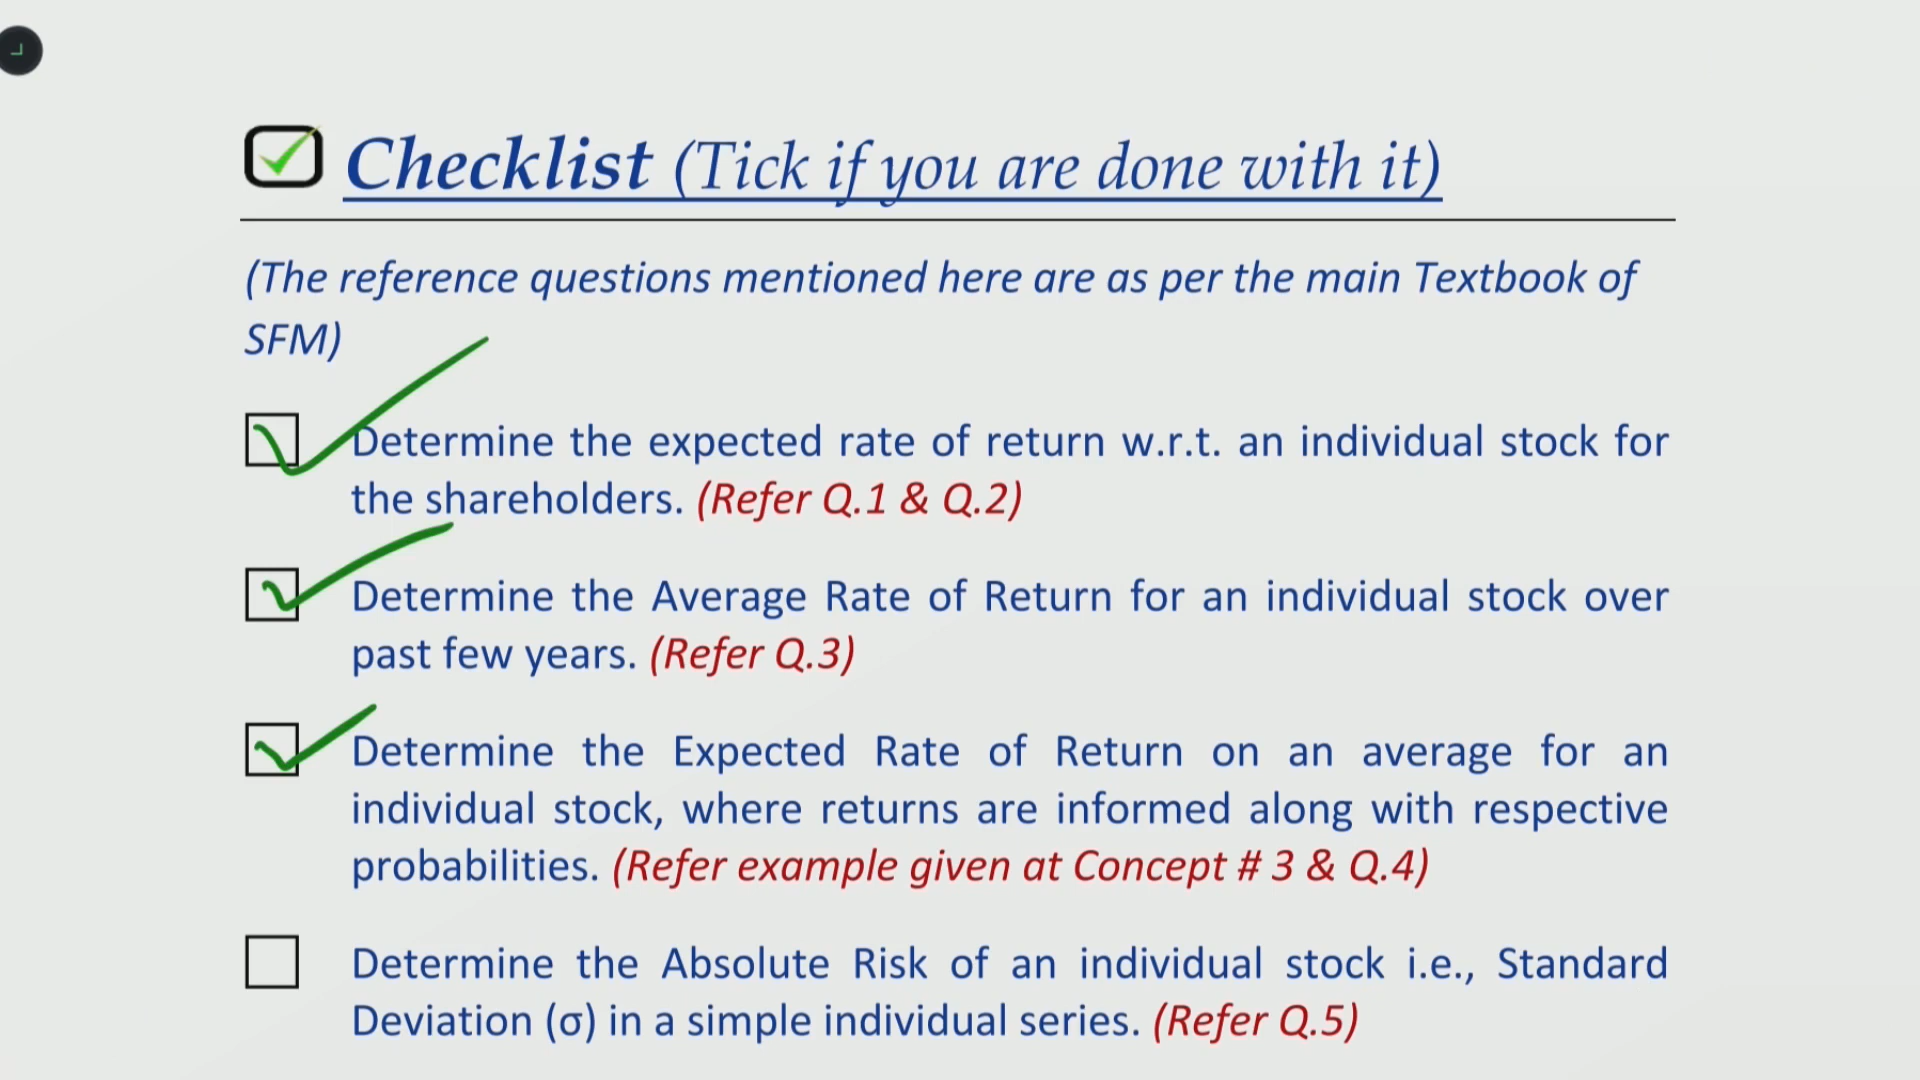 Checklist (Tick if you are done with it)
(The reference questions mentioned here are as per the main Textbook of
SFM)
Determine the expected rate of return w.r.t. an individual stock for
the shareholders. (Refer Q.1 & Q.2)
Determine the Average Rate of Return for an individual stock over
past few years. (Refer Q.3)
Determine the Expected Rate of Return on an average for an
individual stock, where returns are informed along with respective
probabilities. (Refer example given at Concept # 3 & Q.4)
Determine the Absolute Risk of an individual stock i.e., Standard
Deviation (σ) in a simple individual series. (Refer Q.5)